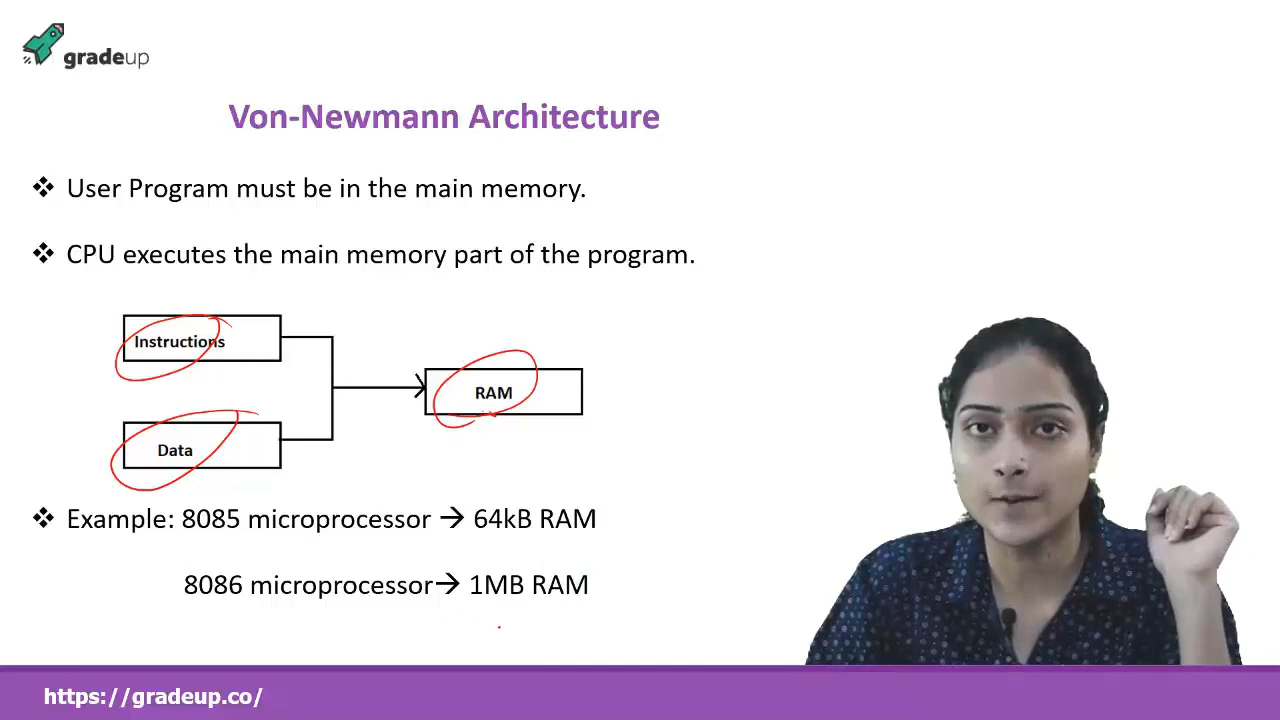 gradeup
Von-Newmann Architecture
❖ User Program must be in the main memory.
❖ CPU executes the main memory part of the program.
Instructions
RAM
Data
❖ Example: 8085 microprocessor → 64kB RAM
8086 microprocessor→ 1MB RAM
https://gradeup.co/